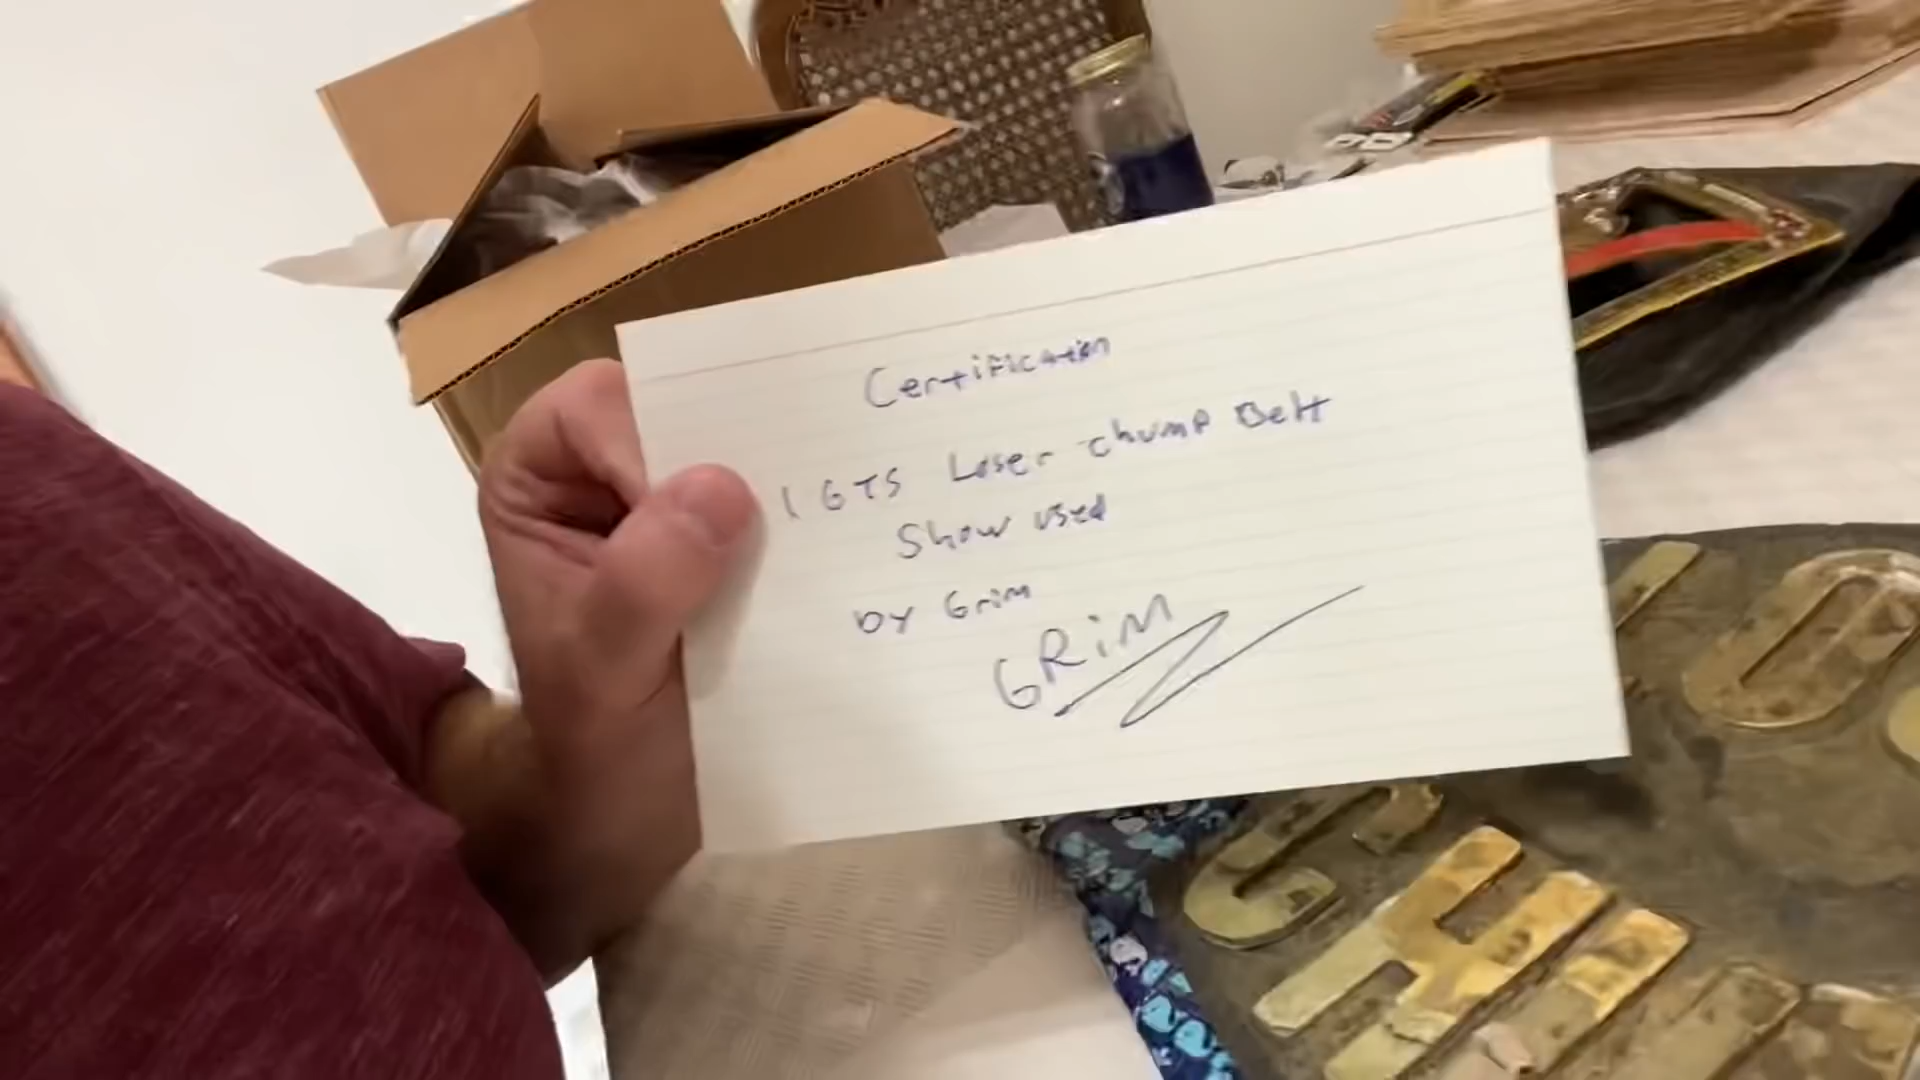 Certification
1 GTS Loser chump Belt
Show used
by Grim
GRiM